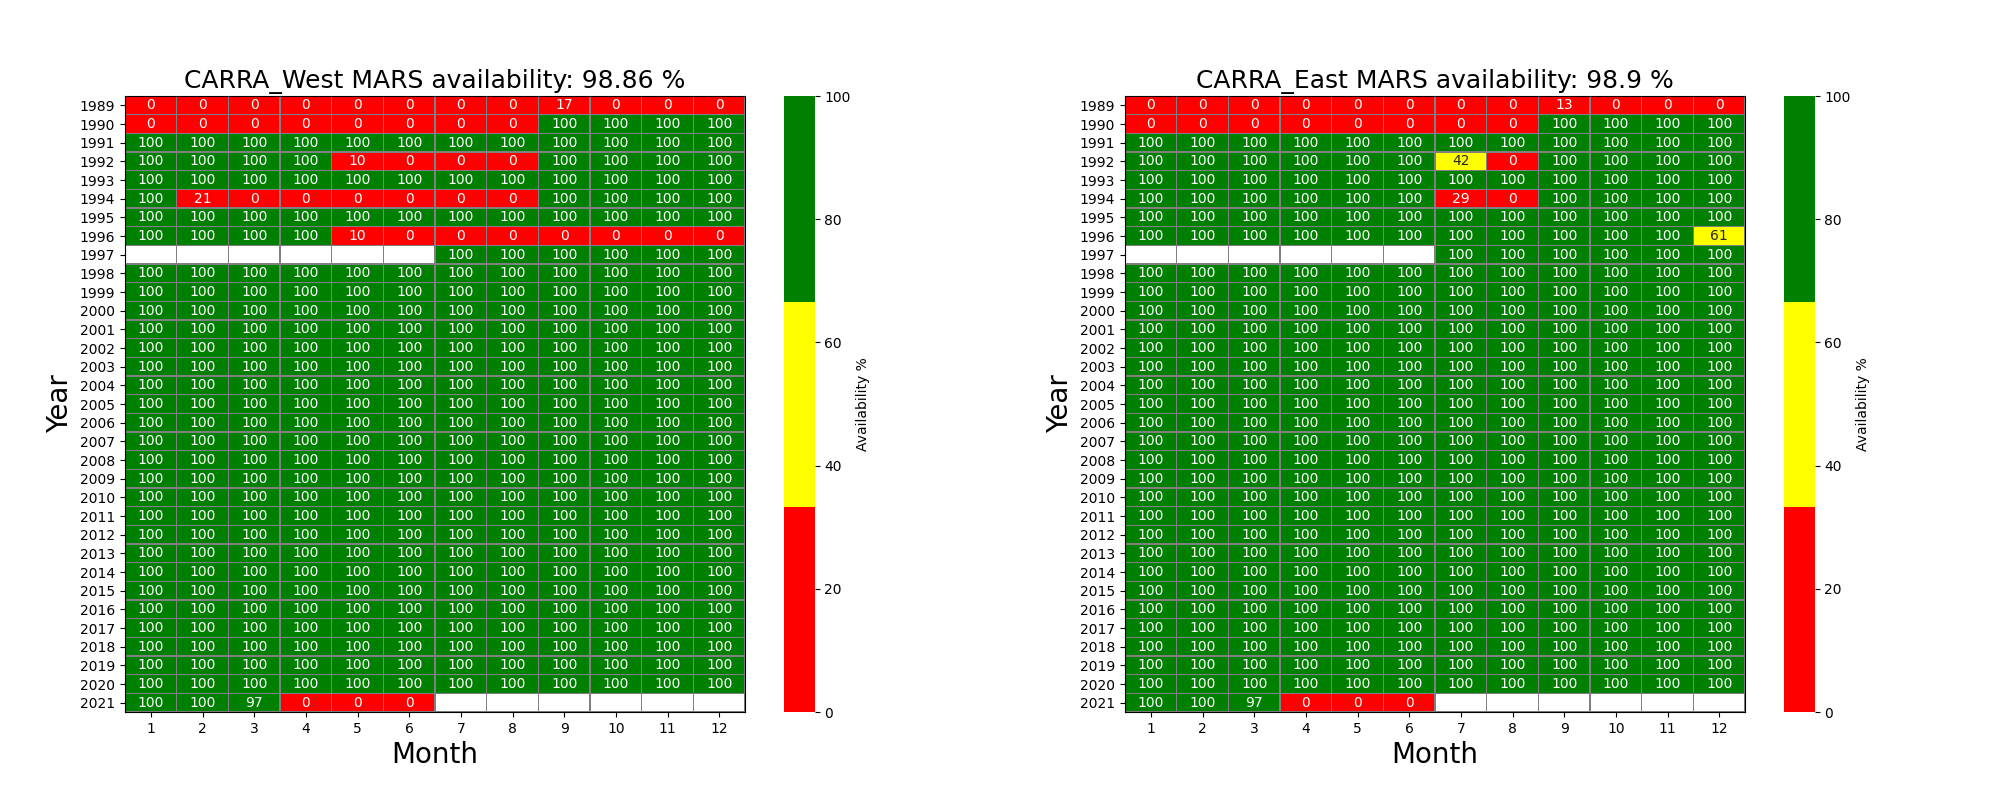 CARRA_West MARS availability: 98.86 %
Year
1989 0 0 0 0 0 0 0 0 17 0 0 0
1990 0 0 0 0 0 0 0 0 100 100 100 100
1991 100 100 100 100 100 100 100 100 100 100 100 100
1992 100 100 100 100 10 0 0 0 100 100 100 100
1993 100 100 100 100 100 100 100 100 100 100 100 100
1994 100 21 0 0 0 0 0 0 100 100 100 100
1995 100 100 100 100 100 100 100 100 100 100 100 100
1996 100 100 100 100 10 0 0 0 0 0 0 0
1997 100 100 100 100 100 100
1998 100 100 100 100 100 100 100 100 100 100 100 100
1999 100 100 100 100 100 100 100 100 100 100 100 100
2000 100 100 100 100 100 100 100 100 100 100 100 100
2001 100 100 100 100 100 100 100 100 100 100 100 100
2002 100 100 100 100 100 100 100 100 100 100 100 100
2003 100 100 100 100 100 100 100 100 100 100 100 100
2004 100 100 100 100 100 100 100 100 100 100 100 100
2005 100 100 100 100 100 100 100 100 100 100 100 100
2006 100 100 100 100 100 100 100 100 100 100 100 100
2007 100 100 100 100 100 100 100 100 100 100 100 100
2008 100 100 100 100 100 100 100 100 100 100 100 100
2009 100 100 100 100 100 100 100 100 100 100 100 100
2010 100 100 100 100 100 100 100 100 100 100 100 100
2011 100 100 100 100 100 100 100 100 100 100 100 100
2012 100 100 100 100 100 100 100 100 100 100 100 100
2013 100 100 100 100 100 100 100 100 100 100 100 100
2014 100 100 100 100 100 100 100 100 100 100 100 100
2015 100 100 100 100 100 100 100 100 100 100 100 100
2016 100 100 100 100 100 100 100 100 100 100 100 100
2017 100 100 100 100 100 100 100 100 100 100 100 100
2018 100 100 100 100 100 100 100 100 100 100 100 100
2019 100 100 100 100 100 100 100 100 100 100 100 100
2020 100 100 100 100 100 100 100 100 100 100 100 100
2021 100 100 97 0 0 0
1 2 3 4 5 6 7 8 9 10 11 12
Month
100
80
60
40
20
0
Availability %
CARRA_East MARS availability: 98.9 %
Year
1989 0 0 0 0 0 0 0 0 13 0 0 0
1990 0 0 0 0 0 0 0 0 100 100 100 100
1991 100 100 100 100 100 100 100 100 100 100 100 100
1992 100 100 100 100 100 100 42 0 100 100 100 100
1993 100 100 100 100 100 100 100 100 100 100 100 100
1994 100 100 100 100 100 100 29 0 100 100 100 100
1995 100 100 100 100 100 100 100 100 100 100 100 100
1996 100 100 100 100 100 100 100 100 100 100 100 61
1997 100 100 100 100 100 100
1998 100 100 100 100 100 100 100 100 100 100 100 100
1999 100 100 100 100 100 100 100 100 100 100 100 100
2000 100 100 100 100 100 100 100 100 100 100 100 100
2001 100 100 100 100 100 100 100 100 100 100 100 100
2002 100 100 100 100 100 100 100 100 100 100 100 100
2003 100 100 100 100 100 100 100 100 100 100 100 100
2004 100 100 100 100 100 100 100 100 100 100 100 100
2005 100 100 100 100 100 100 100 100 100 100 100 100
2006 100 100 100 100 100 100 100 100 100 100 100 100
2007 100 100 100 100 100 100 100 100 100 100 100 100
2008 100 100 100 100 100 100 100 100 100 100 100 100
2009 100 100 100 100 100 100 100 100 100 100 100 100
2010 100 100 100 100 100 100 100 100 100 100 100 100
2011 100 100 100 100 100 100 100 100 100 100 100 100
2012 100 100 100 100 100 100 100 100 100 100 100 100
2013 100 100 100 100 100 100 100 100 100 100 100 100
2014 100 100 100 100 100 100 100 100 100 100 100 100
2015 100 100 100 100 100 100 100 100 100 100 100 100
2016 100 100 100 100 100 100 100 100 100 100 100 100
2017 100 100 100 100 100 100 100 100 100 100 100 100
2018 100 100 100 100 100 100 100 100 100 100 100 100
2019 100 100 100 100 100 100 100 100 100 100 100 100
2020 100 100 100 100 100 100 100 100 100 100 100 100
2021 100 100 97 0 0 0
1 2 3 4 5 6 7 8 9 10 11 12
Month
100
80
60
40
20
0
Availability %